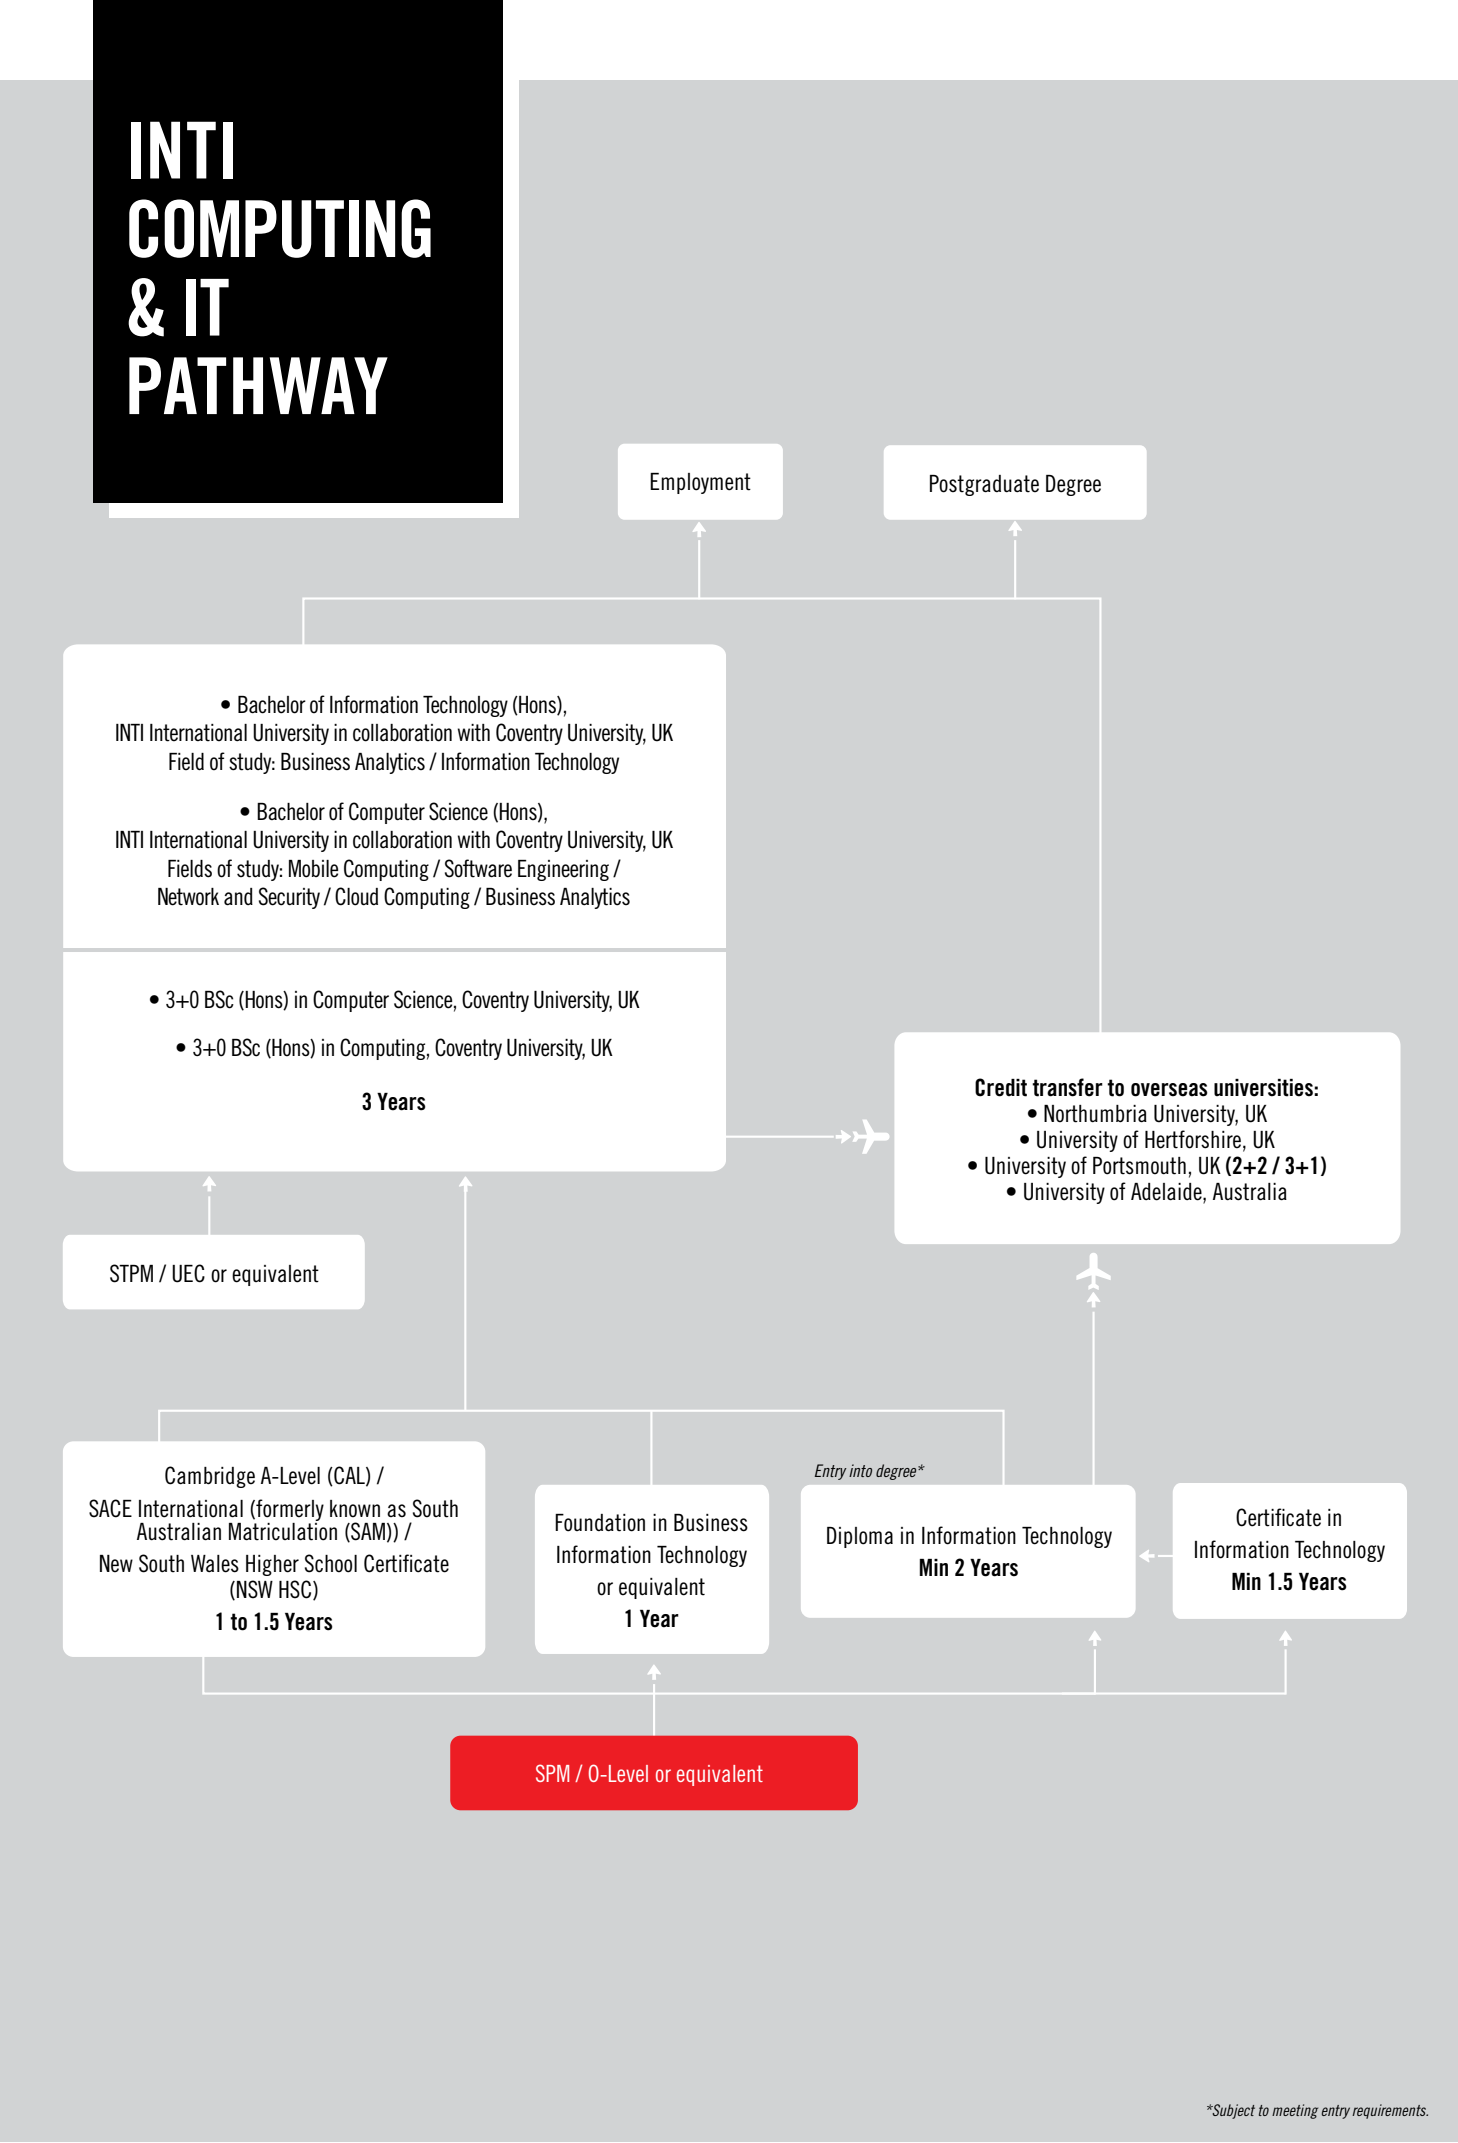 INTI
COMPUTING
& IT
PATHWAY
Employment
Postgraduate Degree
• Bachelor of Information Technology (Hons),
INTI International University in collaboration with Coventry University, UK
Field of study: Business Analytics / Information Technology
• Bachelor of Computer Science (Hons),
INTI International University in collaboration with Coventry University, UK
Fields of study: Mobile Computing / Software Engineering /
Network and Security / Cloud Computing / Business Analytics
• 3+0 BSc (Hons) in Computer Science, Coventry University, UK
• 3+0 BSc (Hons) in Computing, Coventry University, UK
3 Years
Credit transfer to overseas universities:
• Northumbria University, UK
• University of Hertforshire, UK
• University of Portsmouth, UK (2+2 / 3+1)
• University of Adelaide, Australia
STPM / UEC or equivalent
Cambridge A-Level (CAL) /
SACE International (formerly known as South
Australian Matriculation (SAM)) /
New South Wales Higher School Certificate
(NSW HSC)
1 to 1.5 Years
Foundation in Business
Information Technology
or equivalent
1 Year
Entry into degree*
Diploma in Information Technology
Min 2 Years
Certificate in
Information Technology
Min 1.5 Years
SPM / O-Level or equivalent
*Subject to meeting entry requirements.